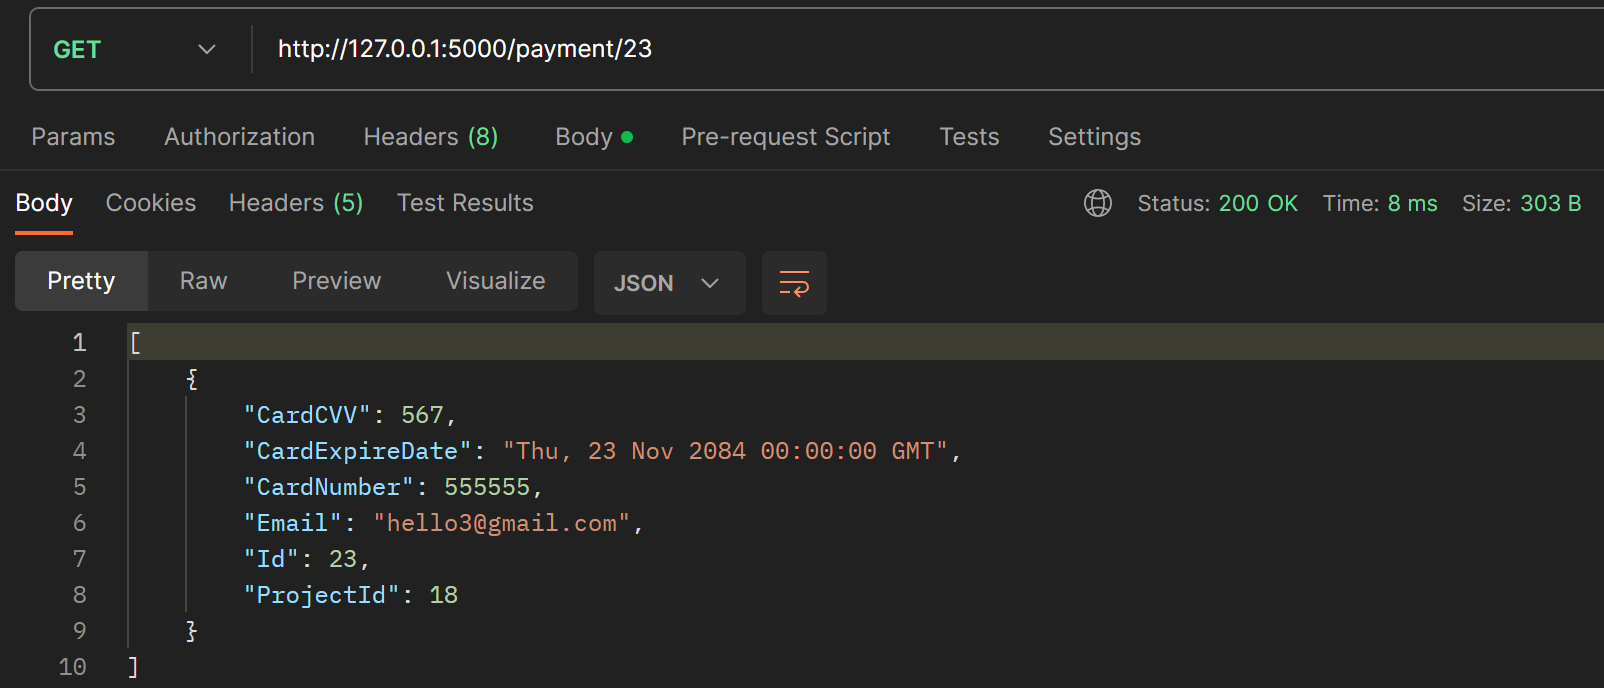 GET http://127.0.0.1:5000/payment/23
Params Authorization Headers (8) Body Pre-request Script Tests Settings
Body Cookies Headers (5) Test Results Status: 200 OK Time: 8 ms Size: 303 B
Pretty Raw Preview Visualize JSON
1 [
2 {
3 "CardCVV": 567,
4 "CardExpireDate": "Thu, 23 Nov 2084 00:00:00 GMT",
5 "CardNumber": 555555,
6 "Email": "hello3@gmail.com",
7 "Id": 23,
8 "ProjectId": 18
9 }
10 ]